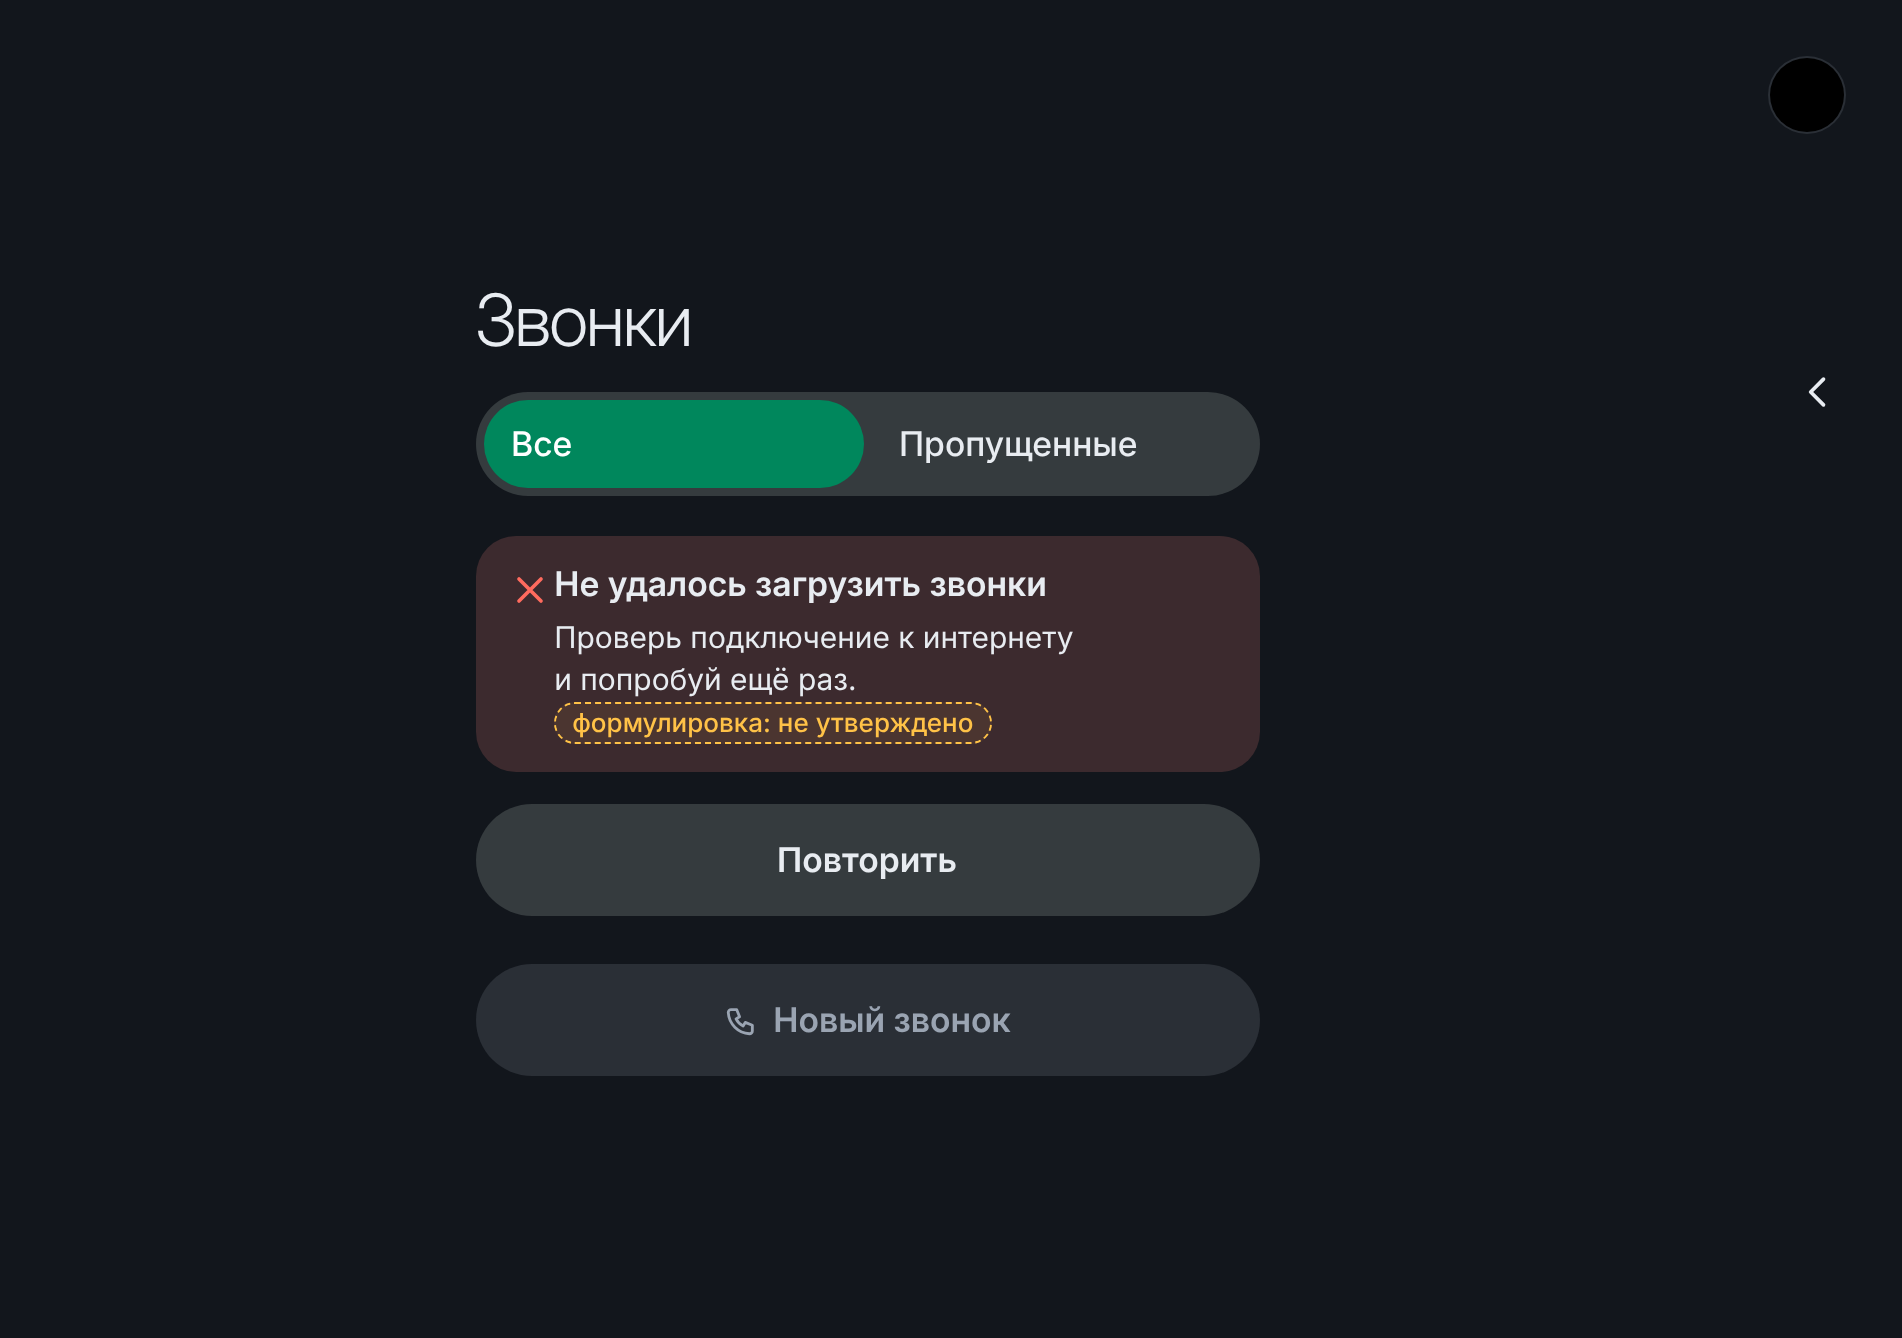 Звонки
Все
Пропущенные
Не удалось загрузить звонки
Проверь подключение к интернету
и попробуй ещё раз.
формулировка: не утверждено
Повторить
Новый звонок